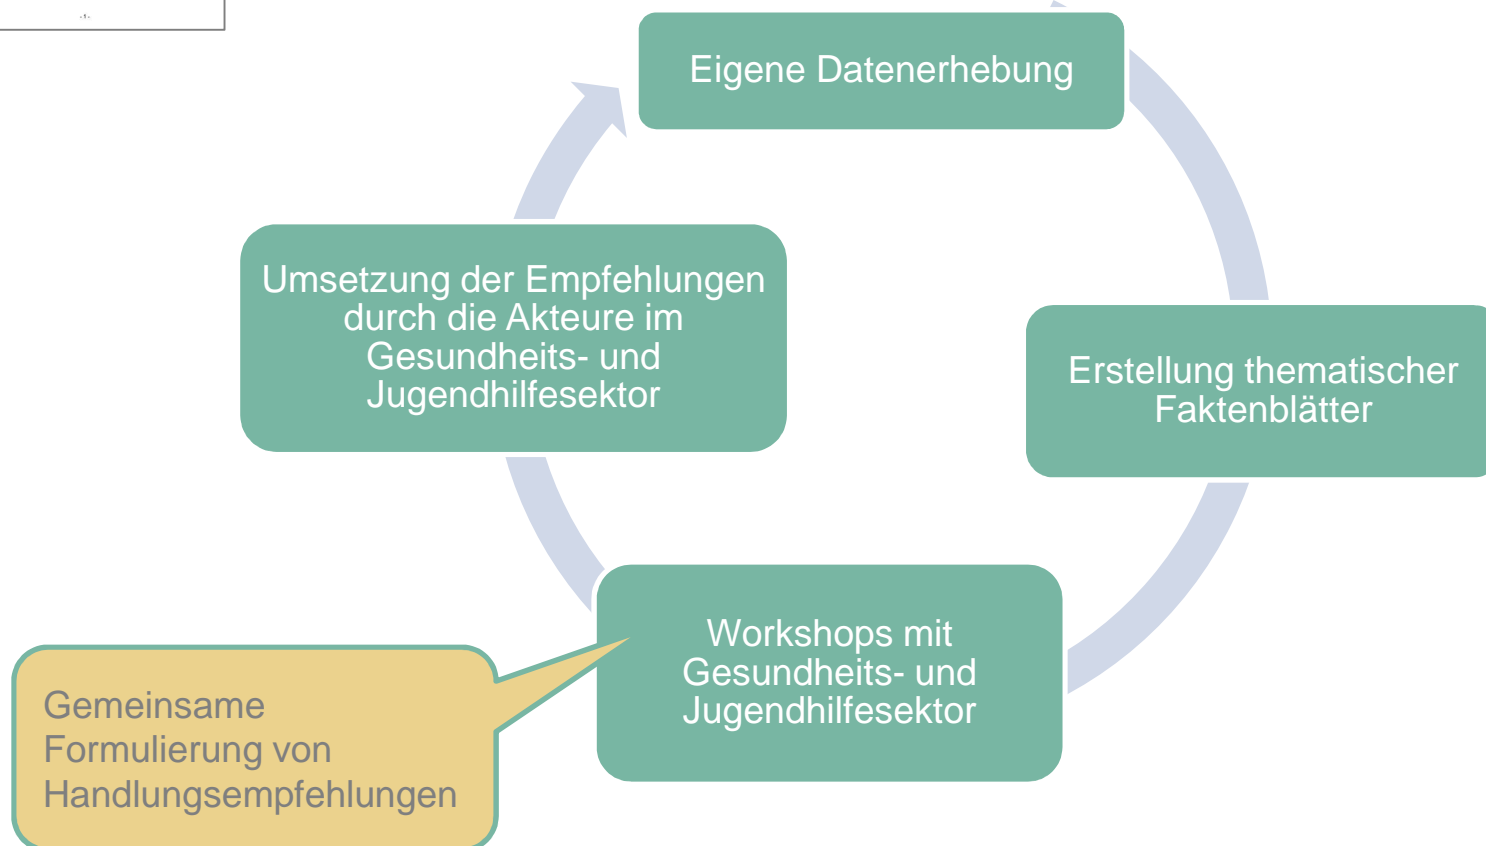 -1-
Eigene Datenerhebung
Umsetzung der Empfehlungen
durch die Akteure im
Gesundheits- und
Jugendhilfesektor
Erstellung thematischer
Faktenblätter
Workshops mit
Gesundheits- und
Jugendhilfesektor
Gemeinsame
Formulierung von
Handlungsempfehlungen